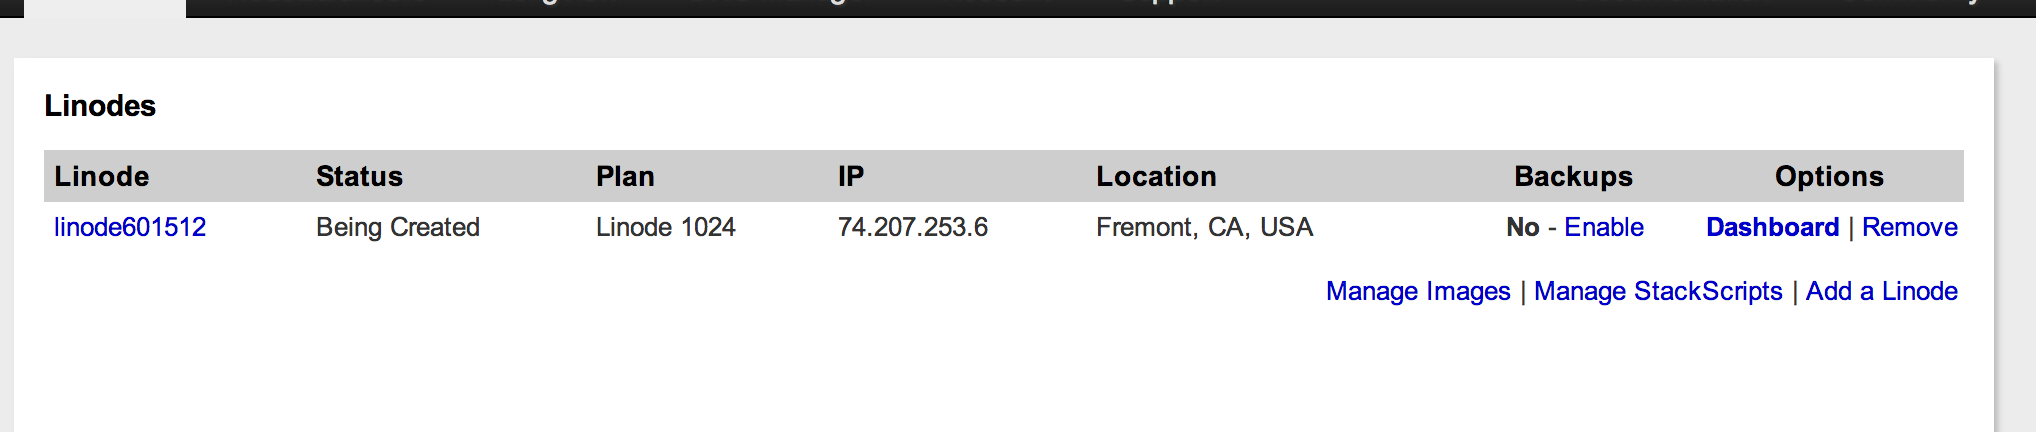 Linodes
Linode Status Plan IP Location Backups Options
linode601512 Being Created Linode 1024 74.207.253.6 Fremont, CA, USA No - Enable Dashboard | Remove
Manage Images | Manage StackScripts | Add a Linode